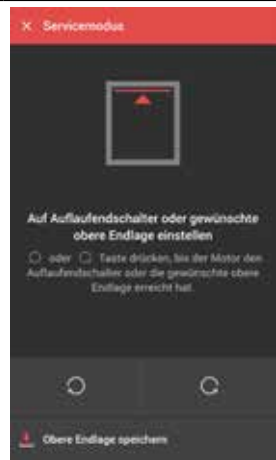 Servicemodus
Auf Auflaufendschalter oder gewünschte
obere Endlage einstellen
oder Taste drücken, bis der Motor den
Auflaufendschalter oder die gewünschte obere
Endlage erreicht hat.
Obere Endlage speichern